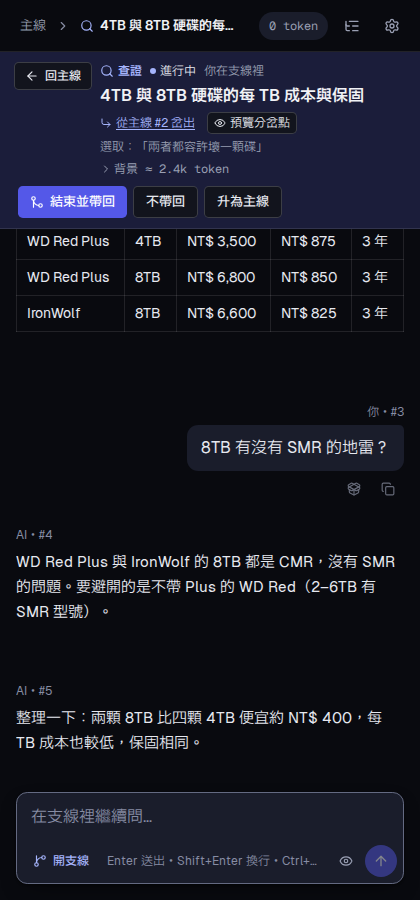 主線 > 4TB 與 8TB 硬碟的每… 0 token
← 回主線 查證 ● 進行中 你在支線裡
4TB 與 8TB 硬碟的每 TB 成本與保固
從主線 #2 岔出 預覽分岔點
選取：「兩者都容許壞一顆碟」
> 背景 ≈ 2.4k token
結束並帶回 不帶回 升為主線
WD Red Plus 4TB NT$ 3,500 NT$ 875 3 年
WD Red Plus 8TB NT$ 6,800 NT$ 850 3 年
IronWolf 8TB NT$ 6,600 NT$ 825 3 年
你・#3
8TB 有沒有 SMR 的地雷？
AI・#4
WD Red Plus 與 IronWolf 的 8TB 都是 CMR，沒有 SMR
的問題。要避開的是不帶 Plus 的 WD Red（2–6TB 有
SMR 型號）。
AI・#5
整理一下：兩顆 8TB 比四顆 4TB 便宜約 NT$ 400，每
TB 成本也較低，保固相同。
在支線裡繼續問…
開支線 Enter 送出・Shift+Enter 換行・Ctrl+…